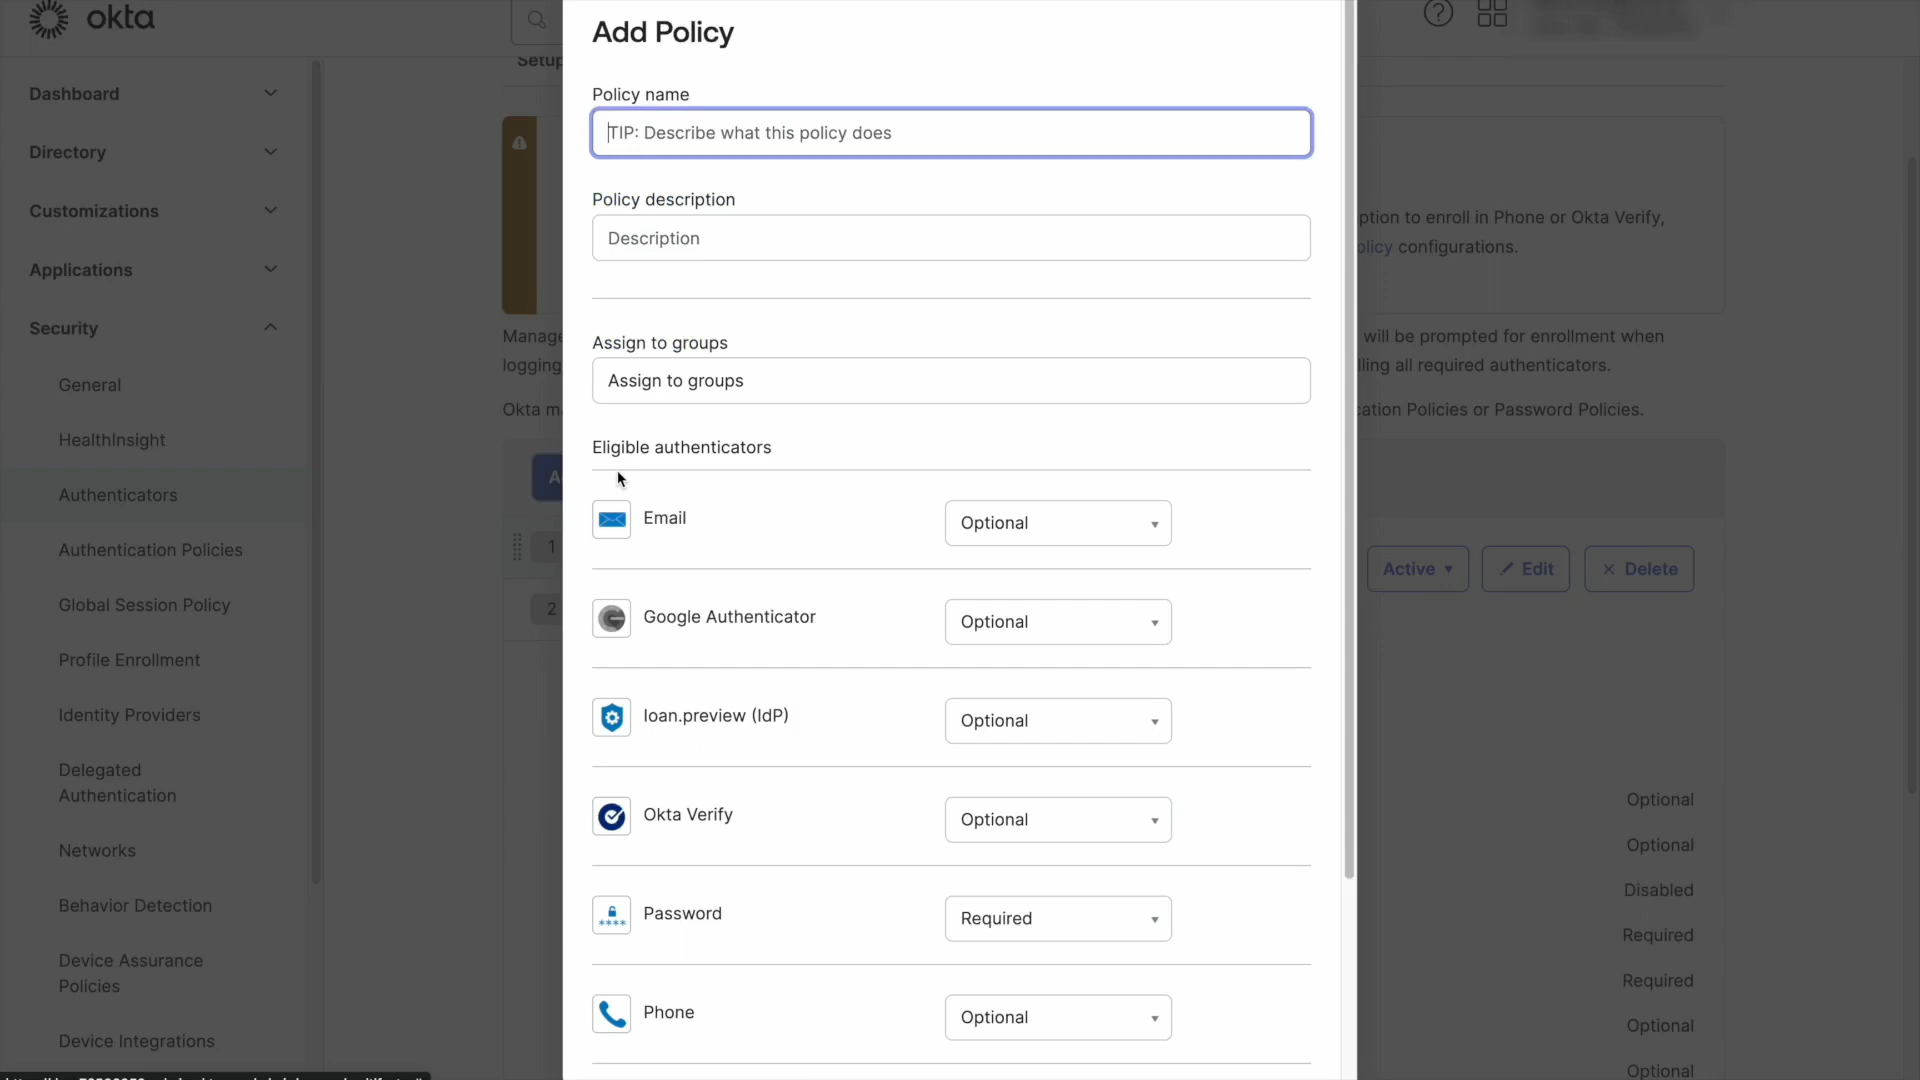 okta
Dashboard
Directory
Customizations
Applications
Security
General
HealthInsight
Authenticators
Authentication Policies
Global Session Policy
Profile Enrollment
Identity Providers
Delegated
Authentication
Networks
Behavior Detection
Device Assurance
Policies
Device Integrations
Setup
Manage
logging
Okta
1
2
Add Policy
Policy name
TIP: Describe what this policy does
Policy description
Description
Assign to groups
Assign to groups
Eligible authenticators
Email
Optional
Google Authenticator
Optional
loan.preview (IdP)
Optional
Okta Verify
Optional
Password
Required
Phone
Optional
ption to enroll in Phone or Okta Verify,
olicy configurations.
will be prompted for enrollment when
lling all required authenticators.
cation Policies or Password Policies.
Active
Edit
Delete
Optional
Optional
Disabled
Required
Required
Optional
Optional